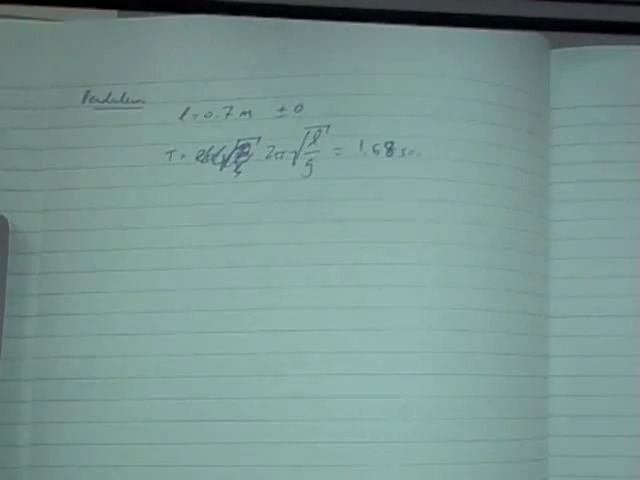 Pendulum
l = 0.7 m ± 0
T = 2π√(l/g) = 1.68 s